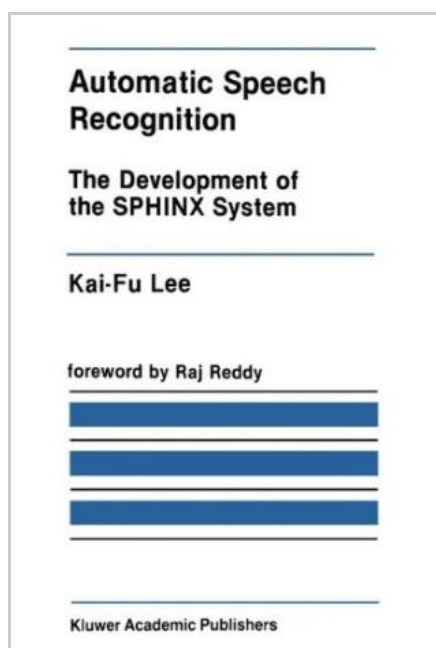 Automatic Speech
Recognition
The Development of
the SPHINX System
Kai-Fu Lee
foreword by Raj Reddy
Kluwer Academic Publishers